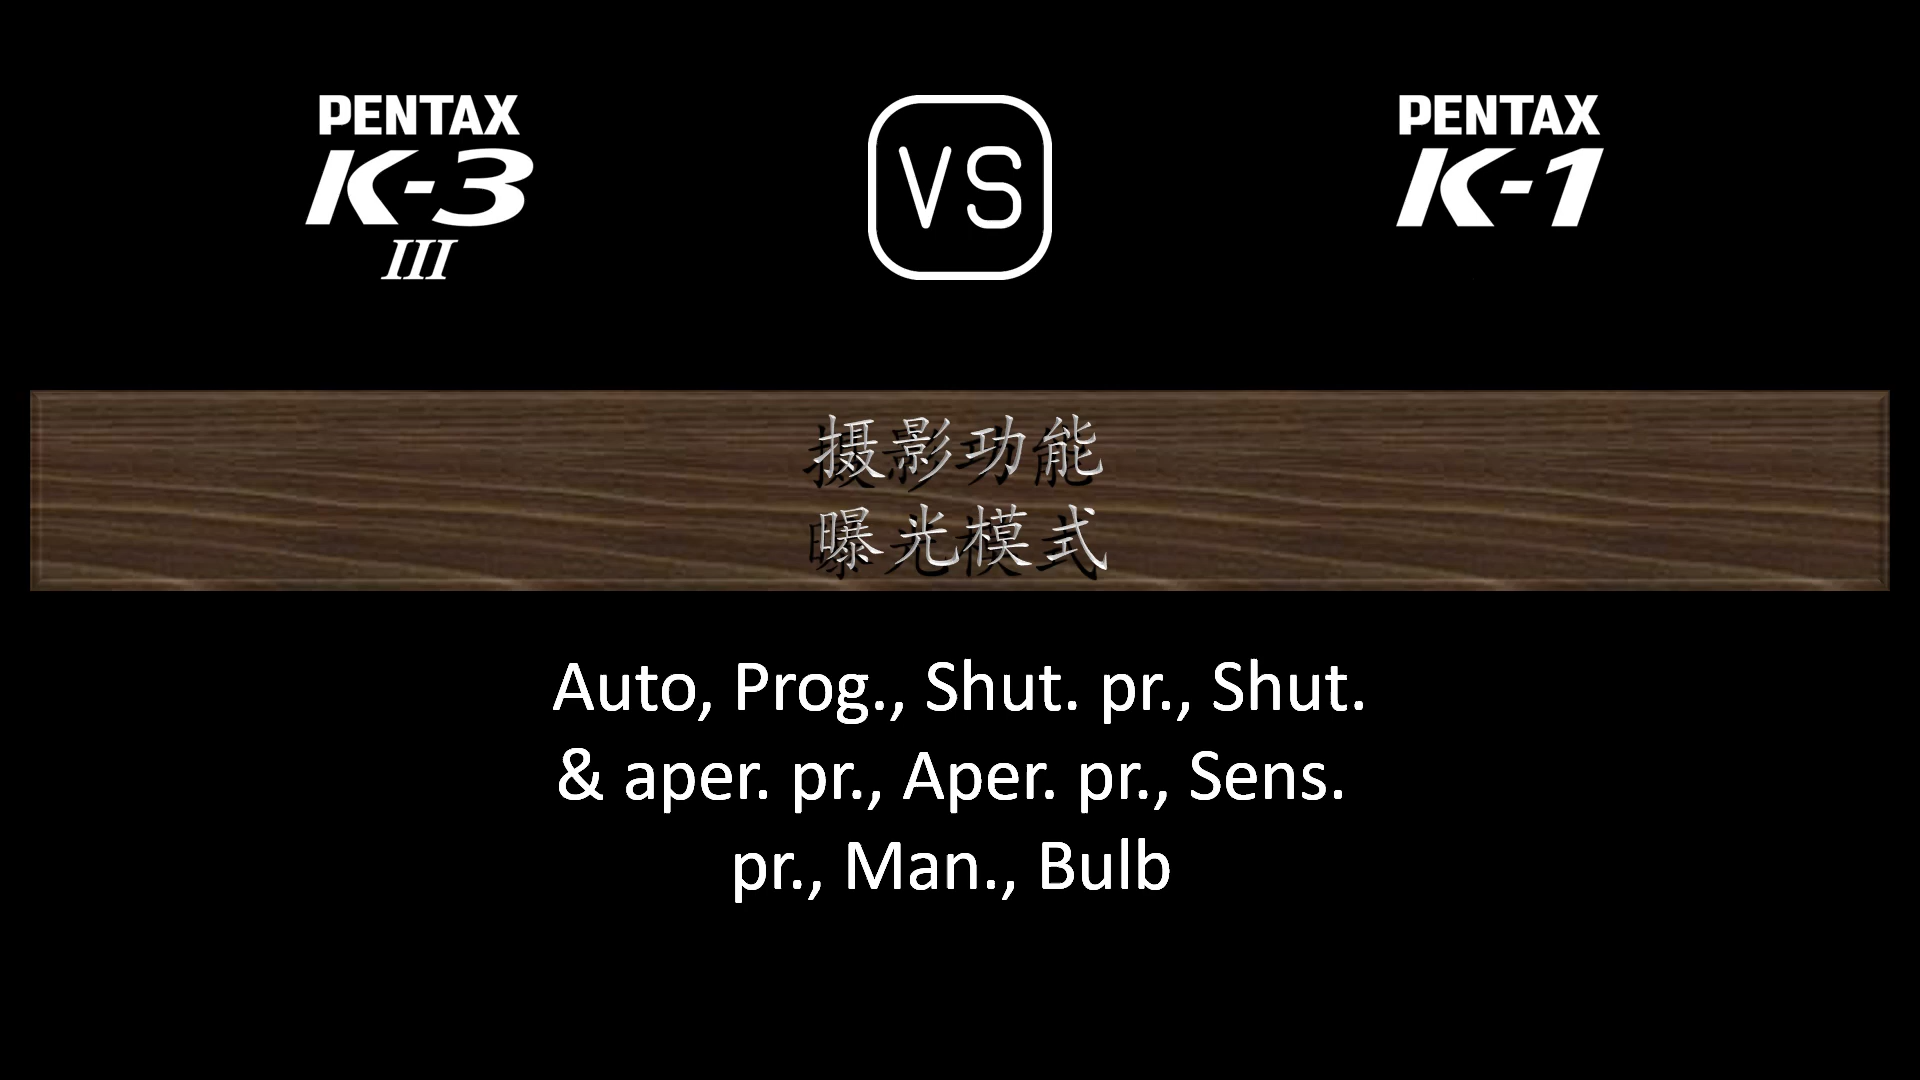 PENTAX
K-3
III
VS
PENTAX
K-1
摄影功能
曝光模式
Auto, Prog., Shut. pr., Shut.
& aper. pr., Aper. pr., Sens.
pr., Man., Bulb